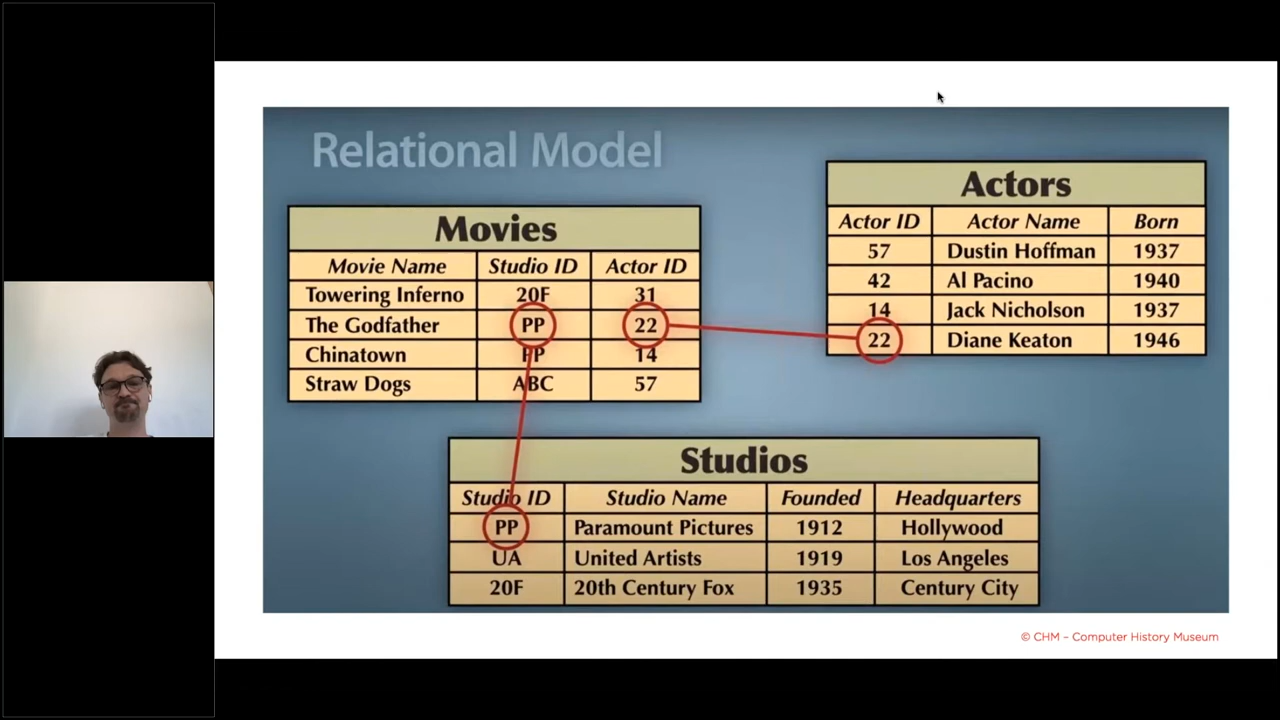 Relational Model
Movies
Movie Name Studio ID Actor ID
Towering Inferno 20F 31
The Godfather PP 22
Chinatown PP 14
Straw Dogs ABC 57
Actors
Actor ID Actor Name Born
57 Dustin Hoffman 1937
42 Al Pacino 1940
14 Jack Nicholson 1937
22 Diane Keaton 1946
Studios
Studio ID Studio Name Founded Headquarters
PP Paramount Pictures 1912 Hollywood
UA United Artists 1919 Los Angeles
20F 20th Century Fox 1935 Century City
© CHM – Computer History Museum